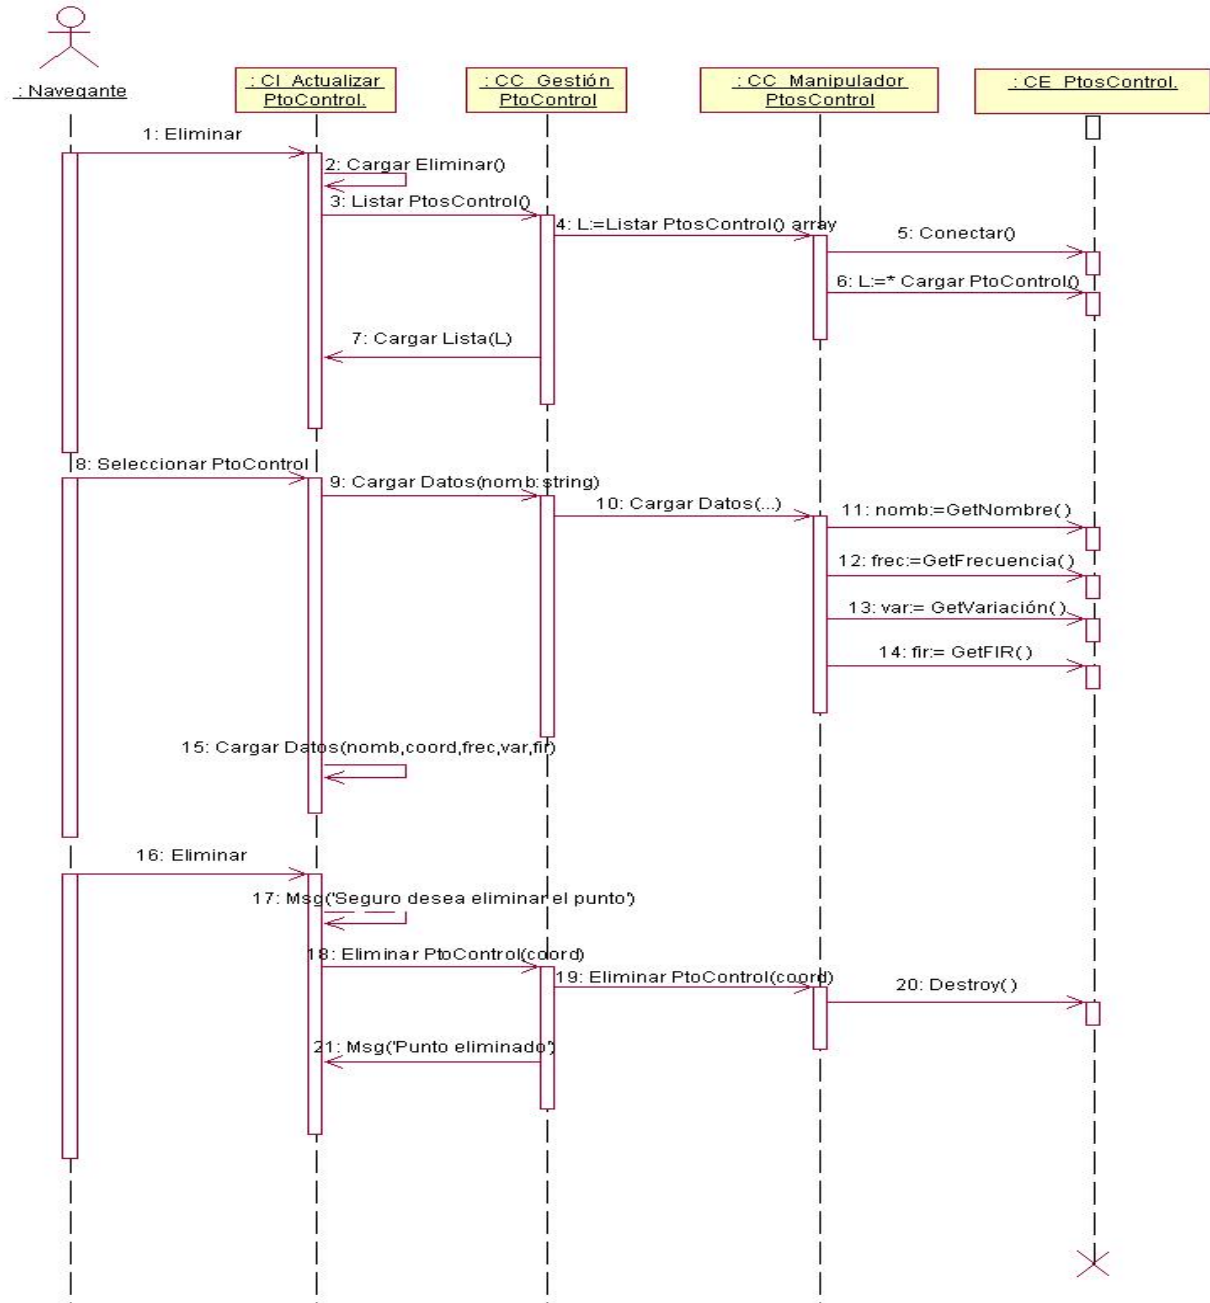 : Navegante
: CI_Actualizar
PtoControl.
: CC_Gestión
PtoControl
: CC_Manipulador
PtosControl
: CE_PtosControl.
1: Eliminar
2: Cargar Eliminar()
3: Listar PtosControl()
4: L:=Listar PtosControl() array
5: Conectar()
6: L:=* Cargar PtoControl()
7: Cargar Lista(L)
8: Seleccionar PtoControl
9: Cargar Datos(nomb:string)
10: Cargar Datos(...)
11: nomb:=GetNombre()
12: frec:=GetFrecuencia()
13: var:= GetVariación()
14: fir:= GetFIR()
15: Cargar Datos(nomb,coord,frec,var,fir)
16: Eliminar
17: Msg('Seguro desea eliminar el punto')
18: Eliminar PtoControl(coord)
19: Eliminar PtoControl(coord)
20: Destroy()
21: Msg('Punto eliminado')